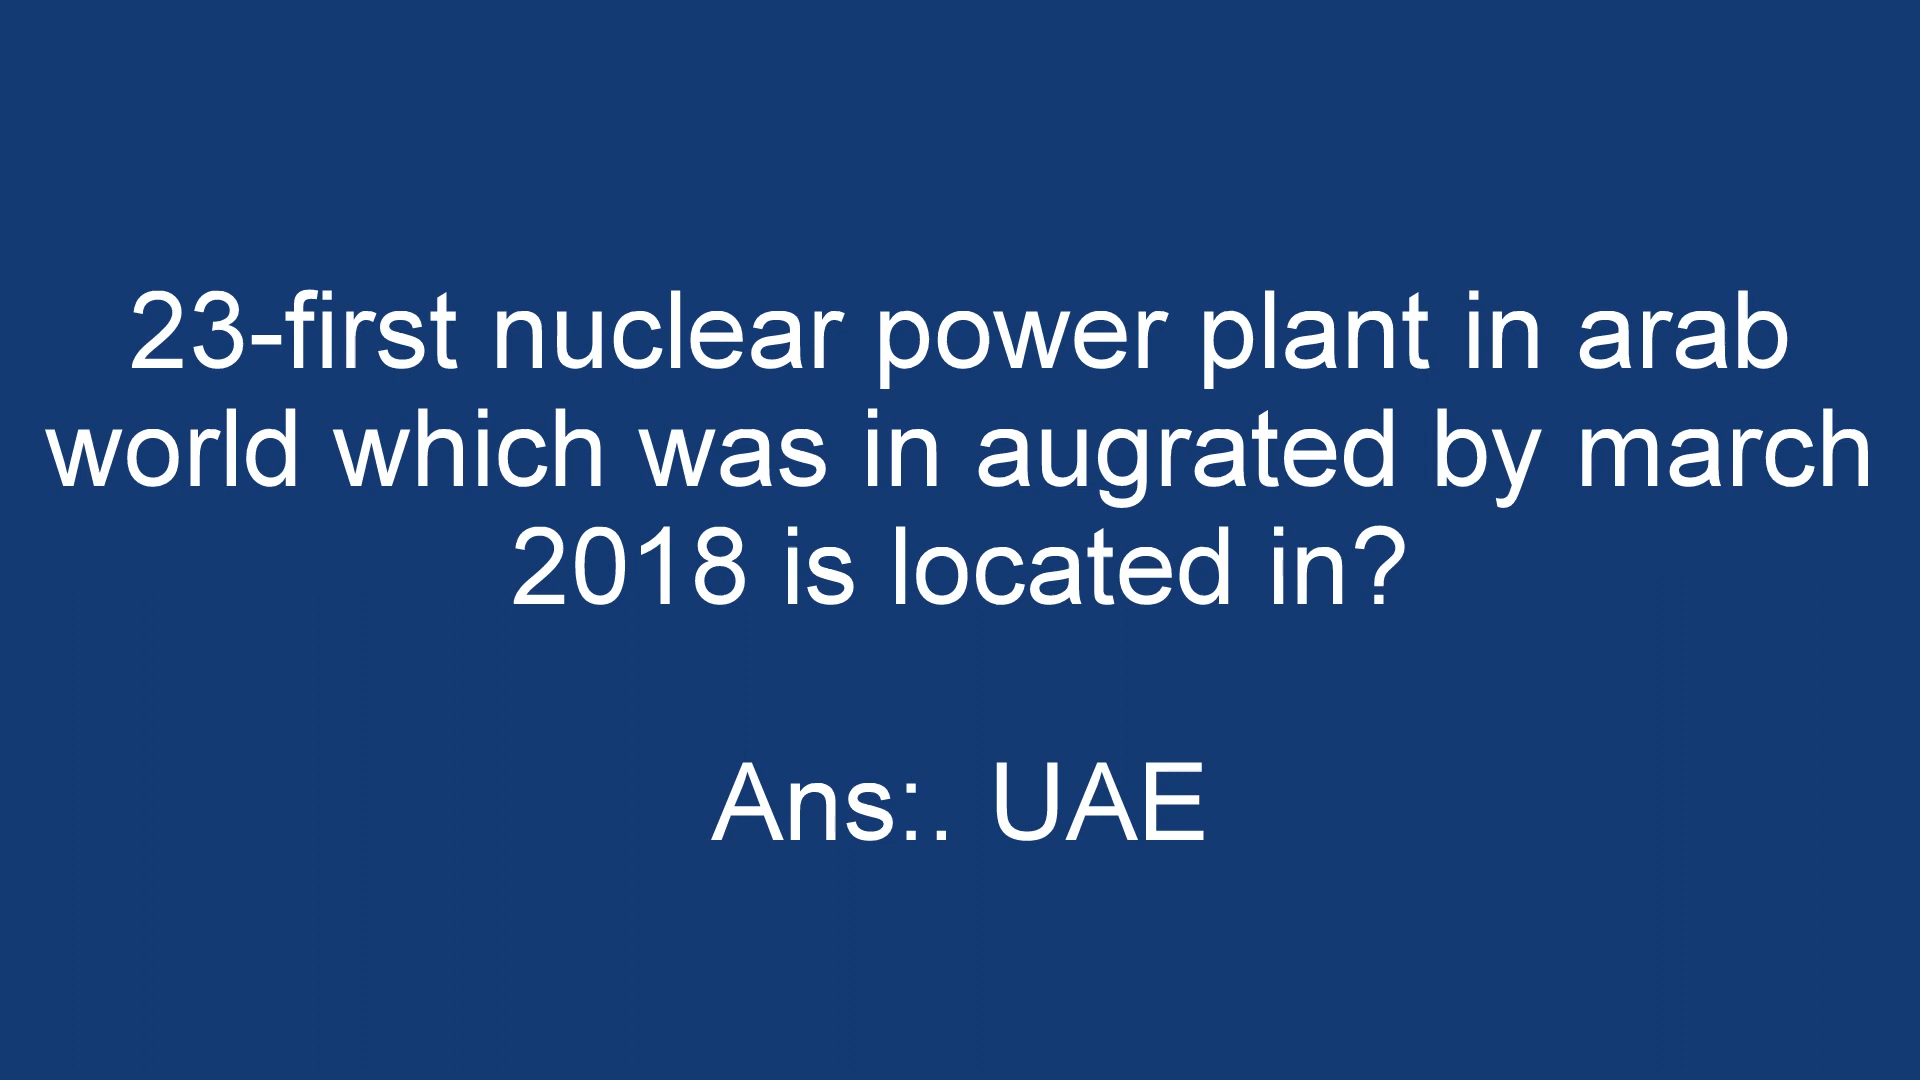 23-first nuclear power plant in arab
world which was in augrated by march
2018 is located in?
Ans:. UAE